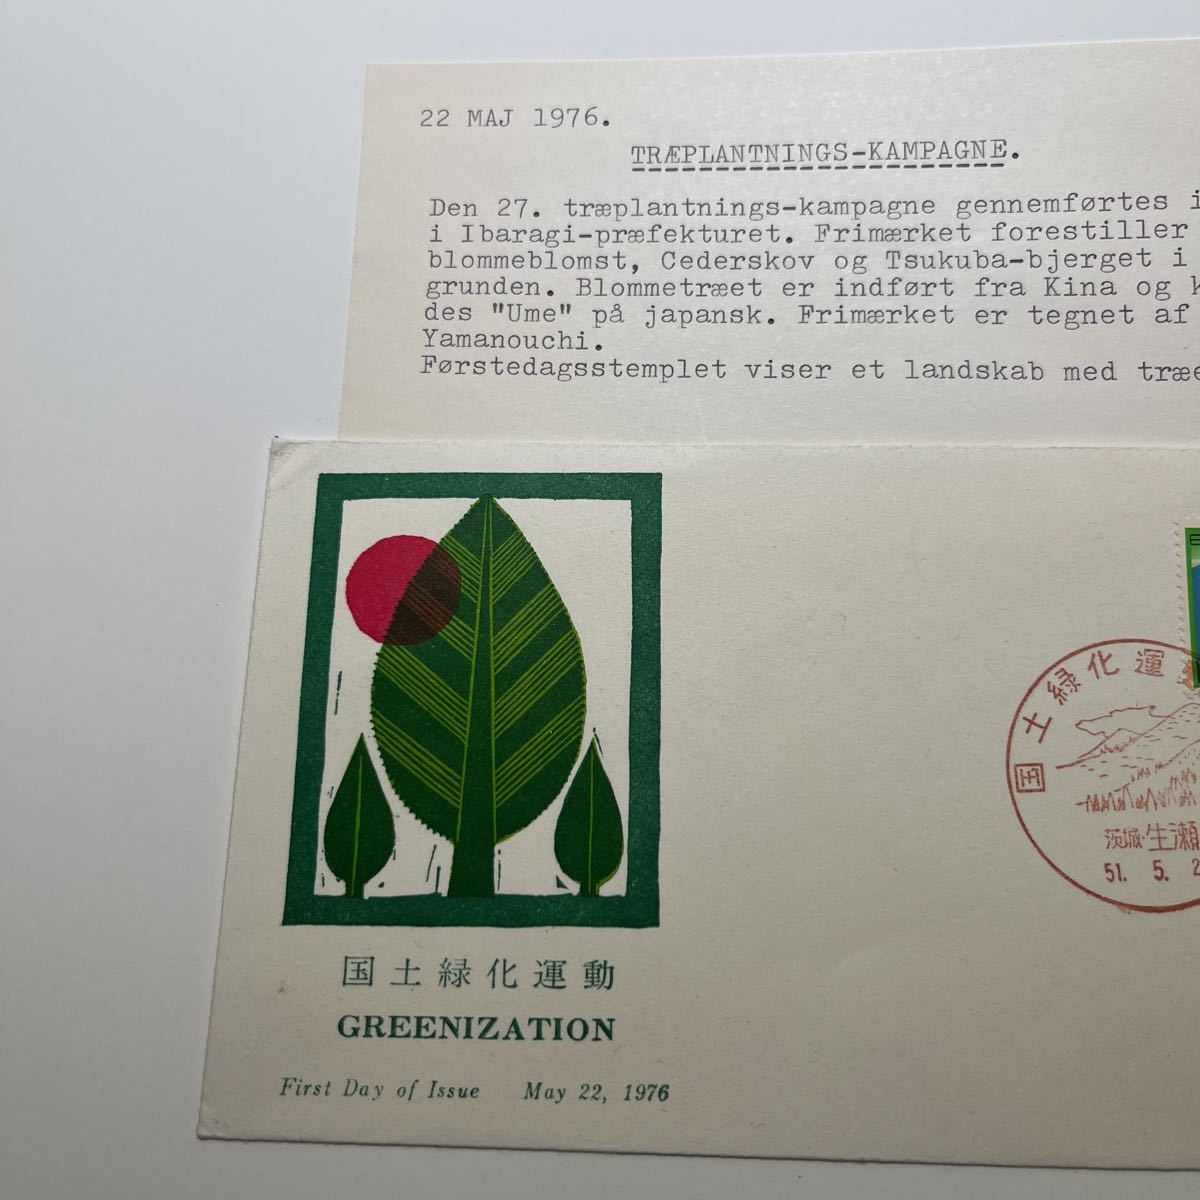 22 MAJ 1976.
TRÆPLANTNINGS-KAMPAGNE.
Den 27. træplantnings-kampagne gennemførtes i
i Ibaragi-præfekturet. Frimærket forestiller
blommeblomst, Cederskov og Tsukuba-bjerget i
grunden. Blommetræet er indført fra Kina og k
des "Ume" på japansk. Frimærket er tegnet af
Yamanouchi.
Førstedagsstemplet viser et landskab med træe
国土緑化運
茨城・生瀬
51. 5. 2
国土緑化運動
GREENIZATION
First Day of Issue May 22, 1976